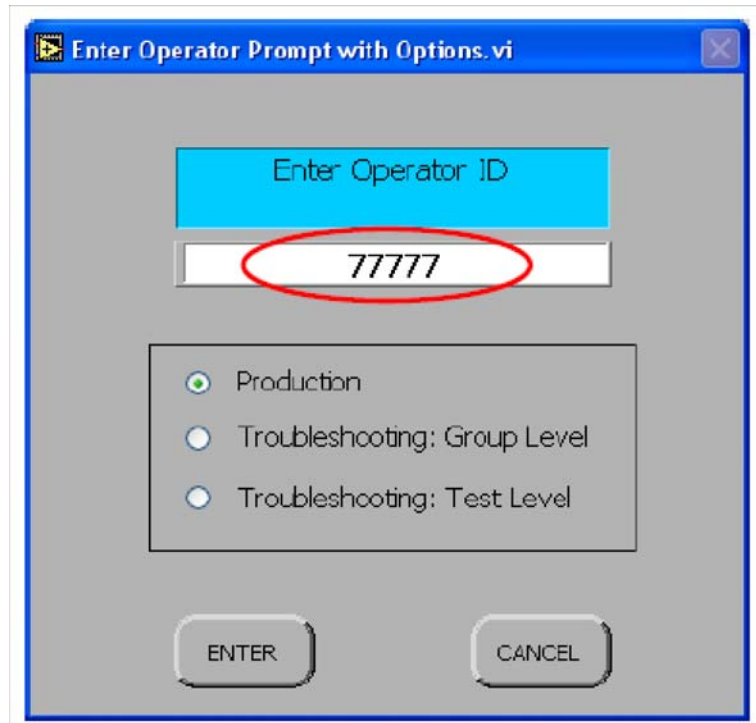 Enter Operator Prompt with Options.vi
Enter Operator ID
77777
Production
Troubleshooting: Group Level
Troubleshooting: Test Level
ENTER
CANCEL